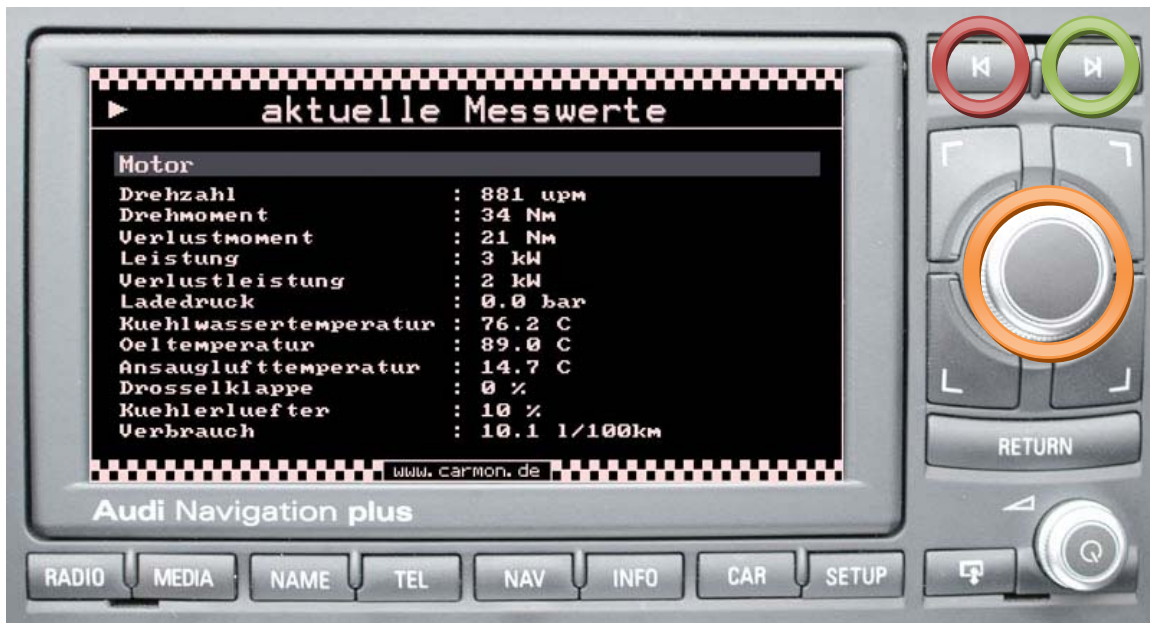 aktuelle Messwerte
Motor
Drehzahl : 881 upm
Drehmoment : 34 Nm
Verlustmoment : 21 Nm
Leistung : 3 kW
Verlustleistung : 2 kW
Ladedruck : 0.0 bar
Kuehlwassertemperatur : 76.2 C
Oeltemperatur : 89.0 C
Ansauglufttemperatur : 14.7 C
Drosselklappe : 0 %
Kuehlerluefter : 10 %
Verbrauch : 10.1 l/100km
www.carmon.de
Audi Navigation plus
RETURN
RADIO MEDIA NAME TEL NAV INFO CAR SETUP